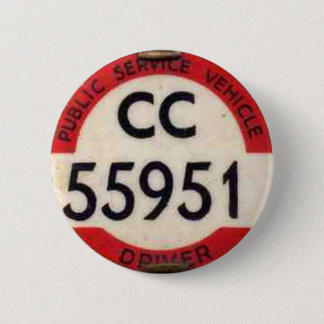 PUBLIC SERVICE VEHICLE
CC
55951
DRIVER